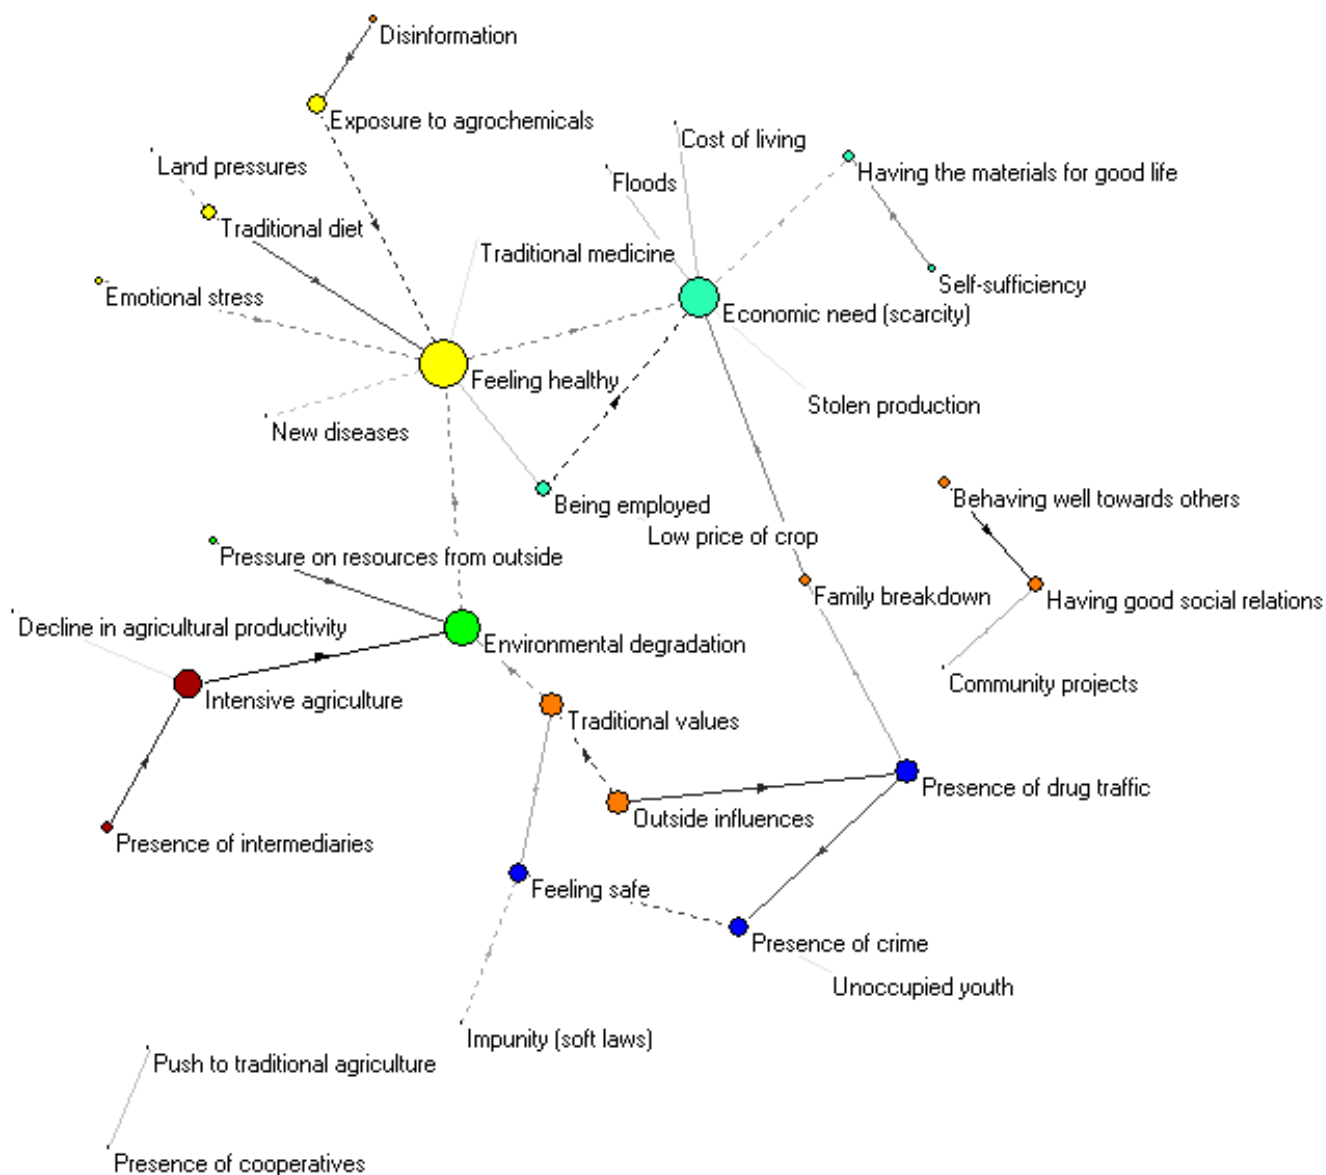 Disinformation
Exposure to agrochemicals
Cost of living
Land pressures
Floods
Having the materials for good life
Traditional diet
Traditional medicine
Emotional stress
Self-sufficiency
Economic need (scarcity)
Feeling healthy
Stolen production
New diseases
Being employed
Behaving well towards others
Low price of crop
Pressure on resources from outside
Family breakdown
Having good social relations
Decline in agricultural productivity
Environmental degradation
Community projects
Intensive agriculture
Traditional values
Presence of drug traffic
Outside influences
Presence of intermediaries
Feeling safe
Presence of crime
Unoccupied youth
Impunity (soft laws)
Push to traditional agriculture
Presence of cooperatives